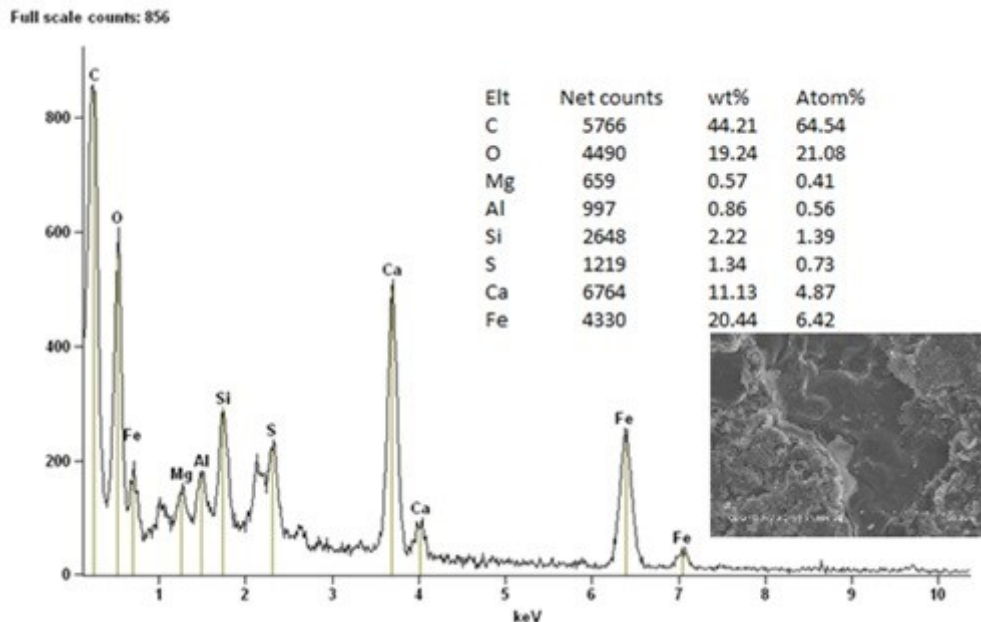 Full scale counts: 856
C
O
Fe
Mg
Al
Si
S
Ca
Ca
Fe
Fe
Elt Net counts wt% Atom%
C 5766 44.21 64.54
O 4490 19.24 21.08
Mg 659 0.57 0.41
Al 997 0.86 0.56
Si 2648 2.22 1.39
S 1219 1.34 0.73
Ca 6764 11.13 4.87
Fe 4330 20.44 6.42
800
600
400
200
0
1 2 3 4 5 6 7 8 9 10
keV